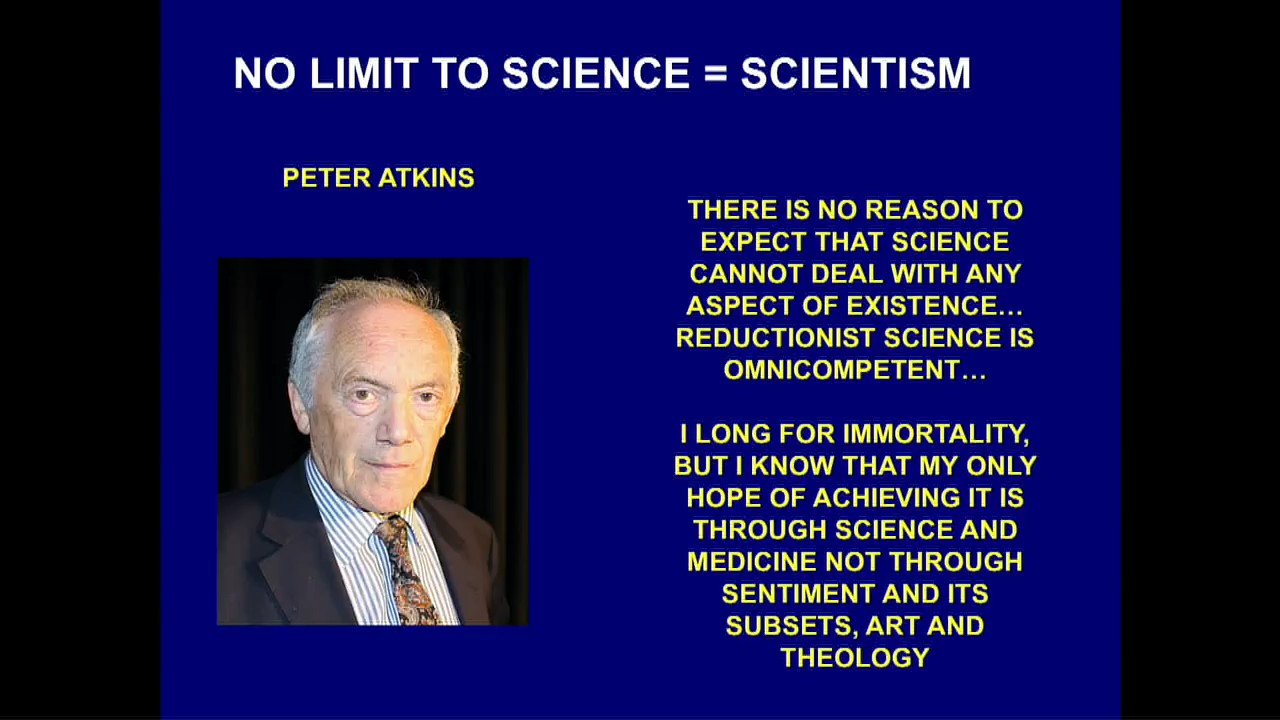 NO LIMIT TO SCIENCE = SCIENTISM
PETER ATKINS
THERE IS NO REASON TO
EXPECT THAT SCIENCE
CANNOT DEAL WITH ANY
ASPECT OF EXISTENCE...
REDUCTIONIST SCIENCE IS
OMNICOMPETENT...
I LONG FOR IMMORTALITY,
BUT I KNOW THAT MY ONLY
HOPE OF ACHIEVING IT IS
THROUGH SCIENCE AND
MEDICINE NOT THROUGH
SENTIMENT AND ITS
SUBSETS, ART AND
THEOLOGY